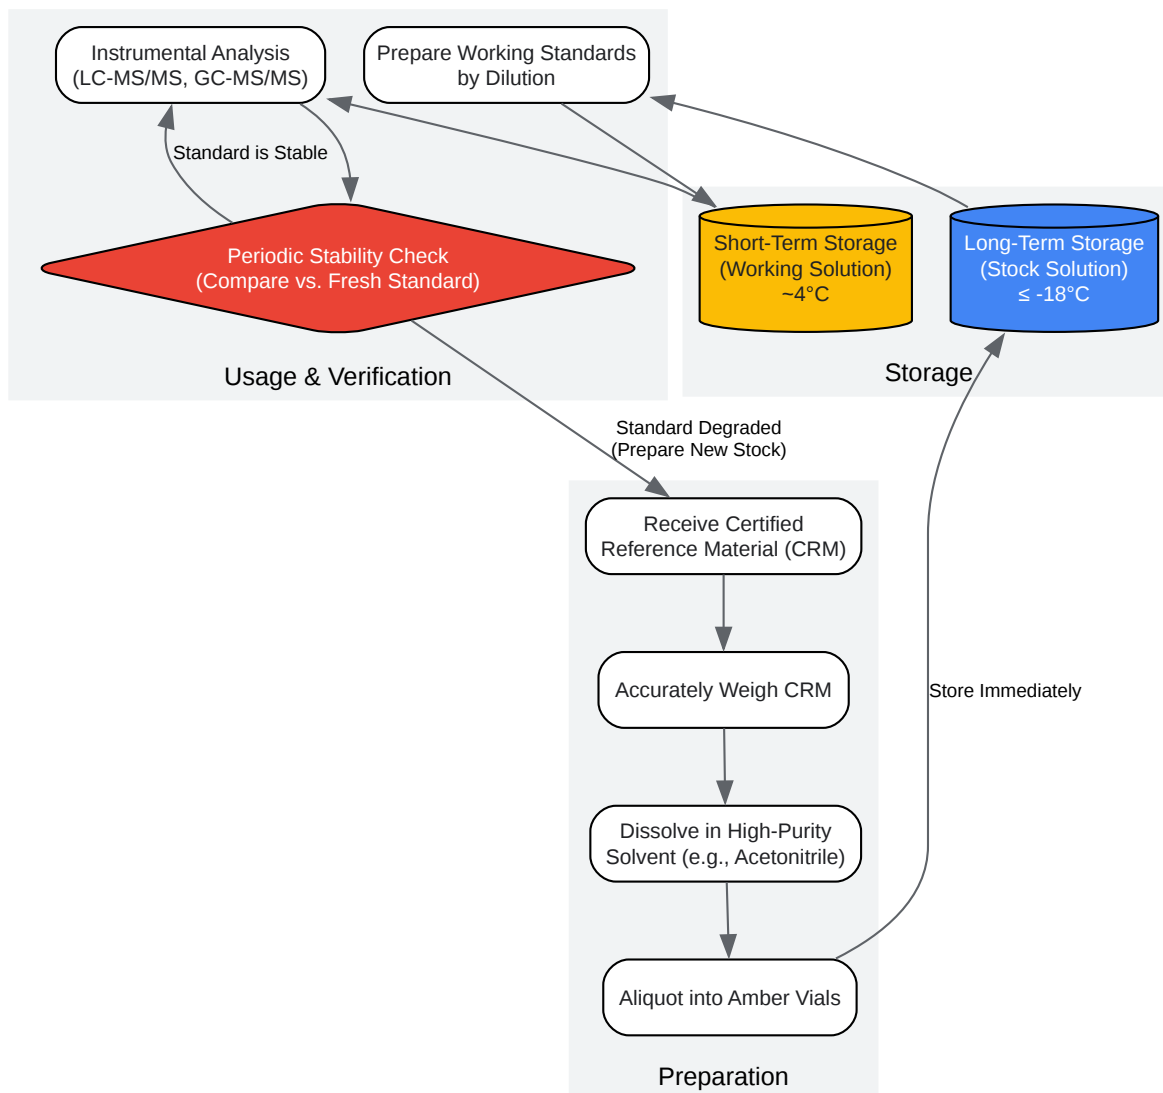 Instrumental Analysis
(LC-MS/MS, GC-MS/MS)
Prepare Working Standards
by Dilution
Standard is Stable
Periodic Stability Check
(Compare vs. Fresh Standard)
Usage & Verification
Short-Term Storage
(Working Solution)
~4°C
Long-Term Storage
(Stock Solution)
≤ -18°C
Storage
Standard Degraded
(Prepare New Stock)
Receive Certified
Reference Material (CRM)
Accurately Weigh CRM
Store Immediately
Dissolve in High-Purity
Solvent (e.g., Acetonitrile)
Aliquot into Amber Vials
Preparation